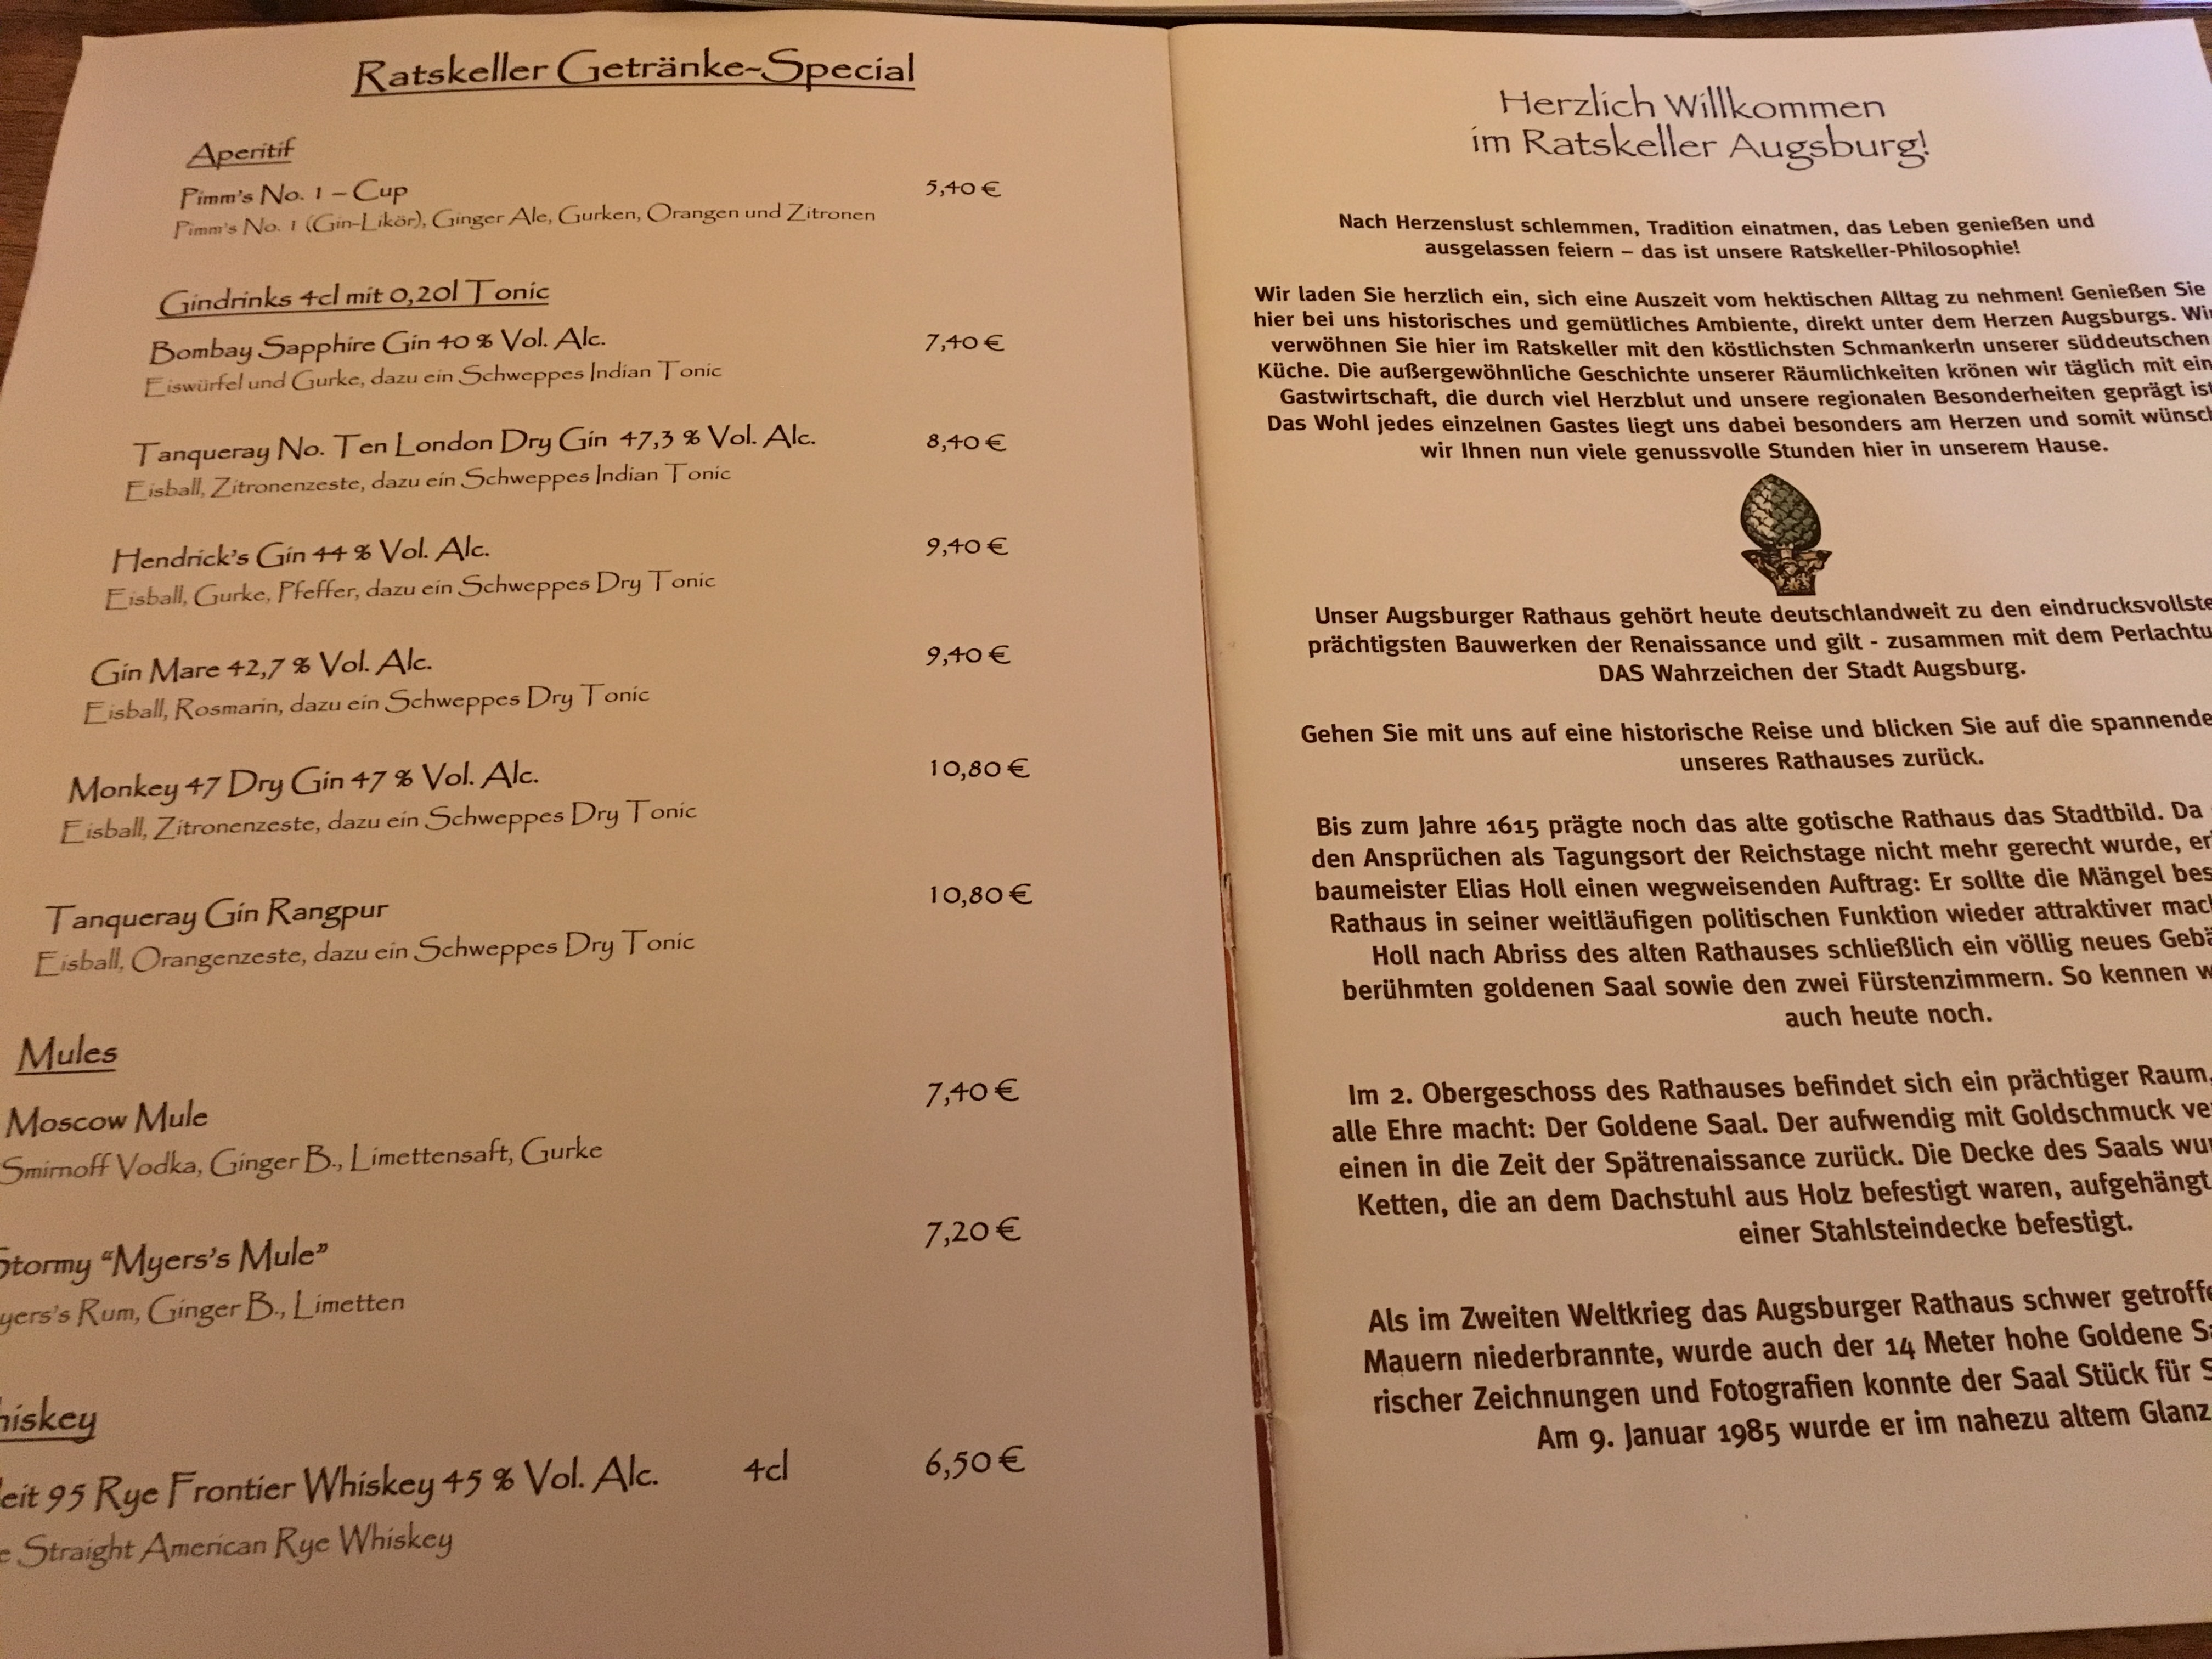 Ratskeller Getränke-Special
Aperitif
Pimm's No. 1 – Cup 5,40 €
Pimm's No. 1 (Gin-Likör), Ginger Ale, Gurken, Orangen und Zitronen
Gindrinks 4cl mit 0,20l Tonic
Bombay Sapphire Gin 40 % Vol. Alc. 7,40 €
Eiswürfel und Gurke, dazu ein Schweppes Indian Tonic
Tanqueray No. Ten London Dry Gin 47,3 % Vol. Alc. 8,40 €
Eisball, Zitronenzeste, dazu ein Schweppes Indian Tonic
Hendrick's Gin 44 % Vol. Alc. 9,40 €
Eisball, Gurke, Pfeffer, dazu ein Schweppes Dry Tonic
Gin Mare 42,7 % Vol. Alc. 9,40 €
Eisball, Rosmarin, dazu ein Schweppes Dry Tonic
Monkey 47 Dry Gin 47 % Vol. Alc. 10,80 €
Eisball, Zitronenzeste, dazu ein Schweppes Dry Tonic
Tanqueray Gin Rangpur 10,80 €
Eisball, Orangenzeste, dazu ein Schweppes Dry Tonic
Mules
Moscow Mule 7,40 €
Smirnoff Vodka, Ginger B., Limettensaft, Gurke
Stormy “Myers's Mule” 7,20 €
yers's Rum, Ginger B., Limetten
hiskey
leit 95 Rye Frontier Whiskey 45 % Vol. Alc. 4cl 6,50 €
e Straight American Rye Whiskey
Herzlich Willkommen
im Ratskeller Augsburg!
Nach Herzenslust schlemmen, Tradition einatmen, das Leben genießen und
ausgelassen feiern – das ist unsere Ratskeller-Philosophie!
Wir laden Sie herzlich ein, sich eine Auszeit vom hektischen Alltag zu nehmen! Genießen Sie
hier bei uns historisches und gemütliches Ambiente, direkt unter dem Herzen Augsburgs. Wir
verwöhnen Sie hier im Ratskeller mit den köstlichsten Schmankerln unserer süddeutschen
Küche. Die außergewöhnliche Geschichte unserer Räumlichkeiten krönen wir täglich mit ein
Gastwirtschaft, die durch viel Herzblut und unsere regionalen Besonderheiten geprägt ist
Das Wohl jedes einzelnen Gastes liegt uns dabei besonders am Herzen und somit wünsch
wir Ihnen nun viele genussvolle Stunden hier in unserem Hause.
Unser Augsburger Rathaus gehört heute deutschlandweit zu den eindrucksvollste
prächtigsten Bauwerken der Renaissance und gilt - zusammen mit dem Perlachtu
DAS Wahrzeichen der Stadt Augsburg.
Gehen Sie mit uns auf eine historische Reise und blicken Sie auf die spannende
unseres Rathauses zurück.
Bis zum Jahre 1615 prägte noch das alte gotische Rathaus das Stadtbild. Da
den Ansprüchen als Tagungsort der Reichstage nicht mehr gerecht wurde, er
baumeister Elias Holl einen wegweisenden Auftrag: Er sollte die Mängel bes
Rathaus in seiner weitläufigen politischen Funktion wieder attraktiver mac
Holl nach Abriss des alten Rathauses schließlich ein völlig neues Gebä
berühmten goldenen Saal sowie den zwei Fürstenzimmern. So kennen w
auch heute noch.
Im 2. Obergeschoss des Rathauses befindet sich ein prächtiger Raum,
alle Ehre macht: Der Goldene Saal. Der aufwendig mit Goldschmuck ve
einen in die Zeit der Spätrenaissance zurück. Die Decke des Saals wu
Ketten, die an dem Dachstuhl aus Holz befestigt waren, aufgehängt
einer Stahlsteindecke befestigt.
Als im Zweiten Weltkrieg das Augsburger Rathaus schwer getroffe
Mauern niederbrannte, wurde auch der 14 Meter hohe Goldene Sa
rischer Zeichnungen und Fotografien konnte der Saal Stück für S
Am 9. Januar 1985 wurde er im nahezu altem Glanz